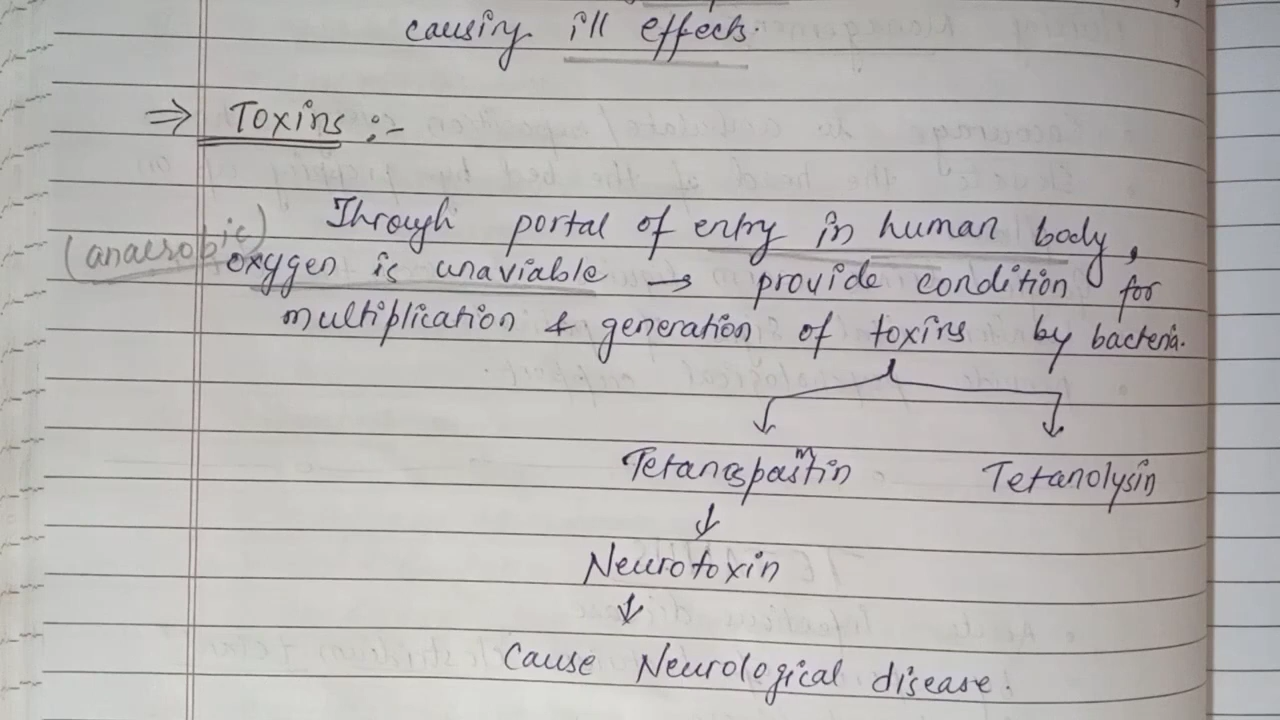 causing ill effects.
⇒ Toxins :-
Through portal of entry in human body,
(anaerobic) oxygen is unaviable → provide condition for
multiplication & generation of toxins by bacteria.
Tetanospasmin Tetanolysin
↓
Neurotoxin
↓
Cause Neurological disease.